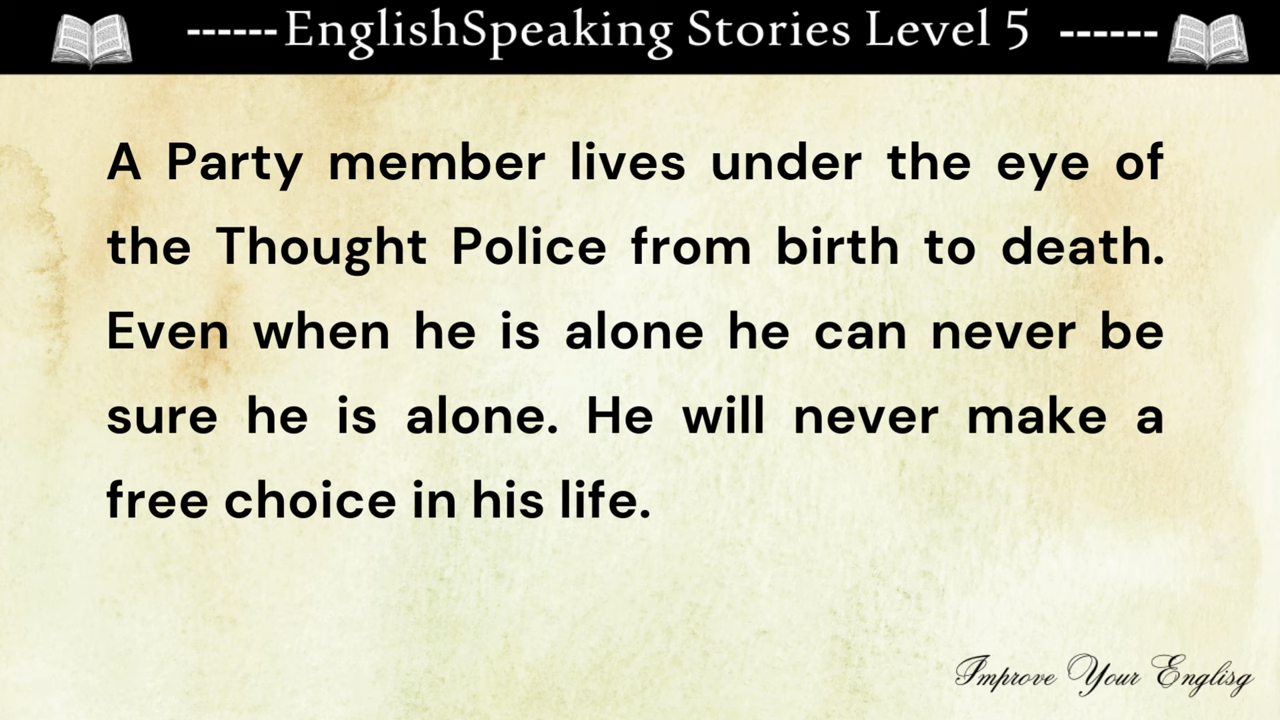 ------EnglishSpeaking Stories Level 5 ------
A Party member lives under the eye of
the Thought Police from birth to death.
Even when he is alone he can never be
sure he is alone. He will never make a
free choice in his life.
Improve Your Englisg